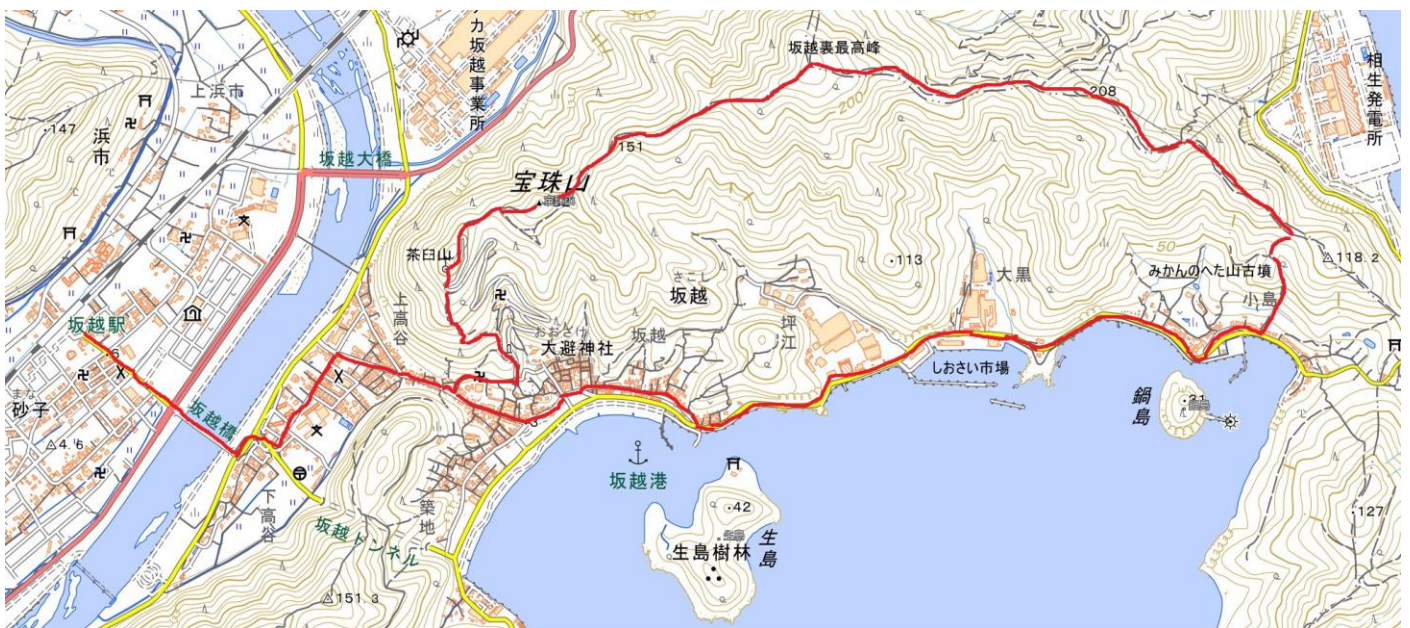 坂越裏最高峰
カ坂越事業所
相生発電所
上浜市
・147
浜市
坂越大橋
200
208
151
宝珠山
茶臼山
50
118.2
みかんのへた山古墳
・113
大黒
小島
さこし
坂越
上高谷
坂越駅
おおさけ
大避神社
坂越
坪江
しおさい市場
まな
砂子
坂越橋
4.6
鍋島
31
下高谷
坂越港
築地
・42
生島
生島樹林
坂越トンネル
・127
151.3